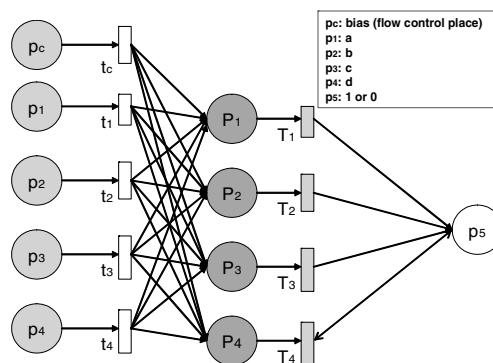 pc: bias (flow control place)
p1: a
p2: b
p3: c
p4: d
p5: 1 or 0
pc
tc
p1
t1
p2
t2
p3
t3
p4
t4
P1
T1
P2
T2
P3
T3
P4
T4
p5